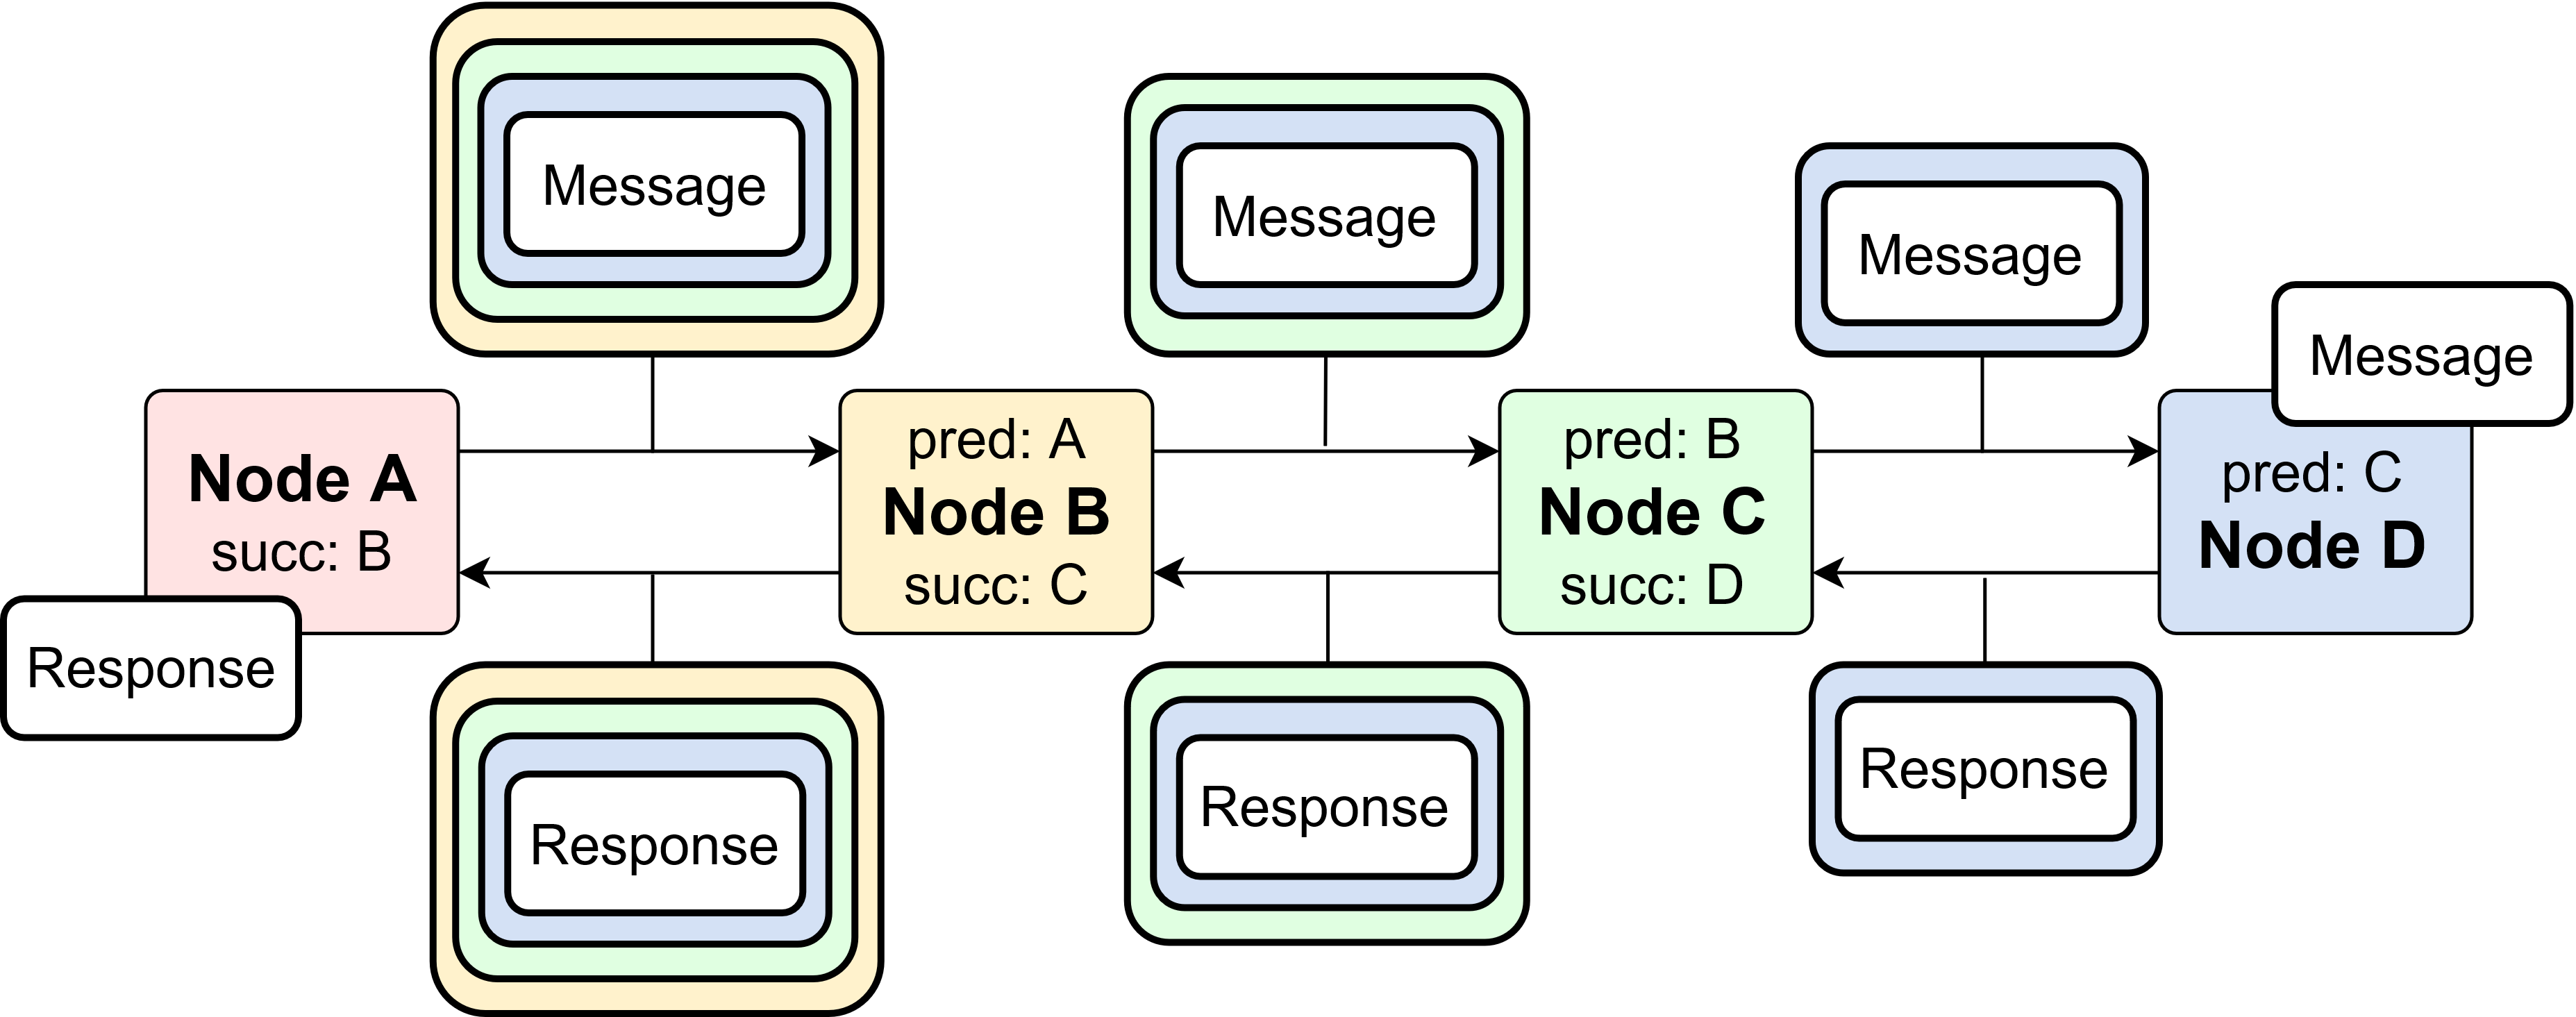 Message
Message
Message
Message
Node A
succ: B
pred: A
Node B
succ: C
pred: B
Node C
succ: D
pred: C
Node D
Response
Response
Response
Response